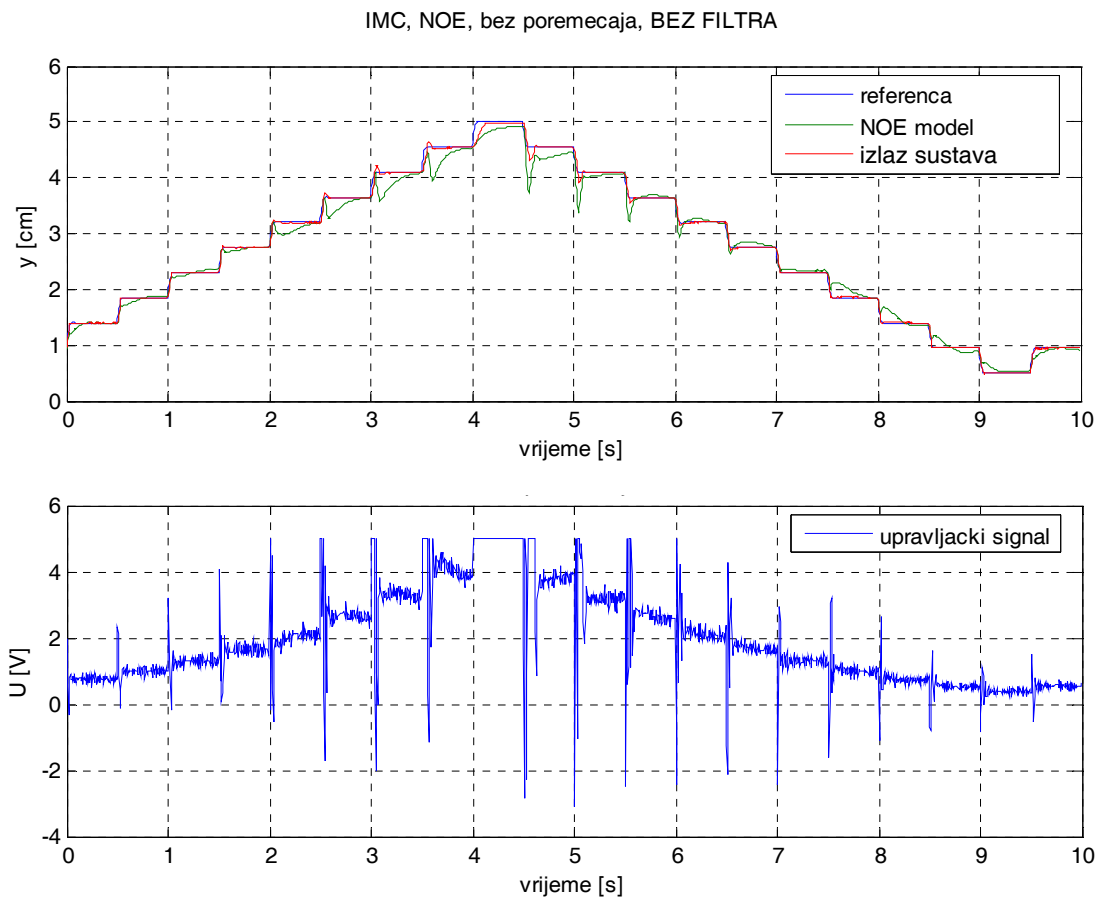 IMC, NOE, bez poremecaja, BEZ FILTRA
6
5
4
3
2
1
0
y [cm]
referenca
NOE model
izlaz sustava
0 1 2 3 4 5 6 7 8 9 10
vrijeme [s]
6
4
2
0
-2
-4
U [V]
upravljacki signal
0 1 2 3 4 5 6 7 8 9 10
vrijeme [s]